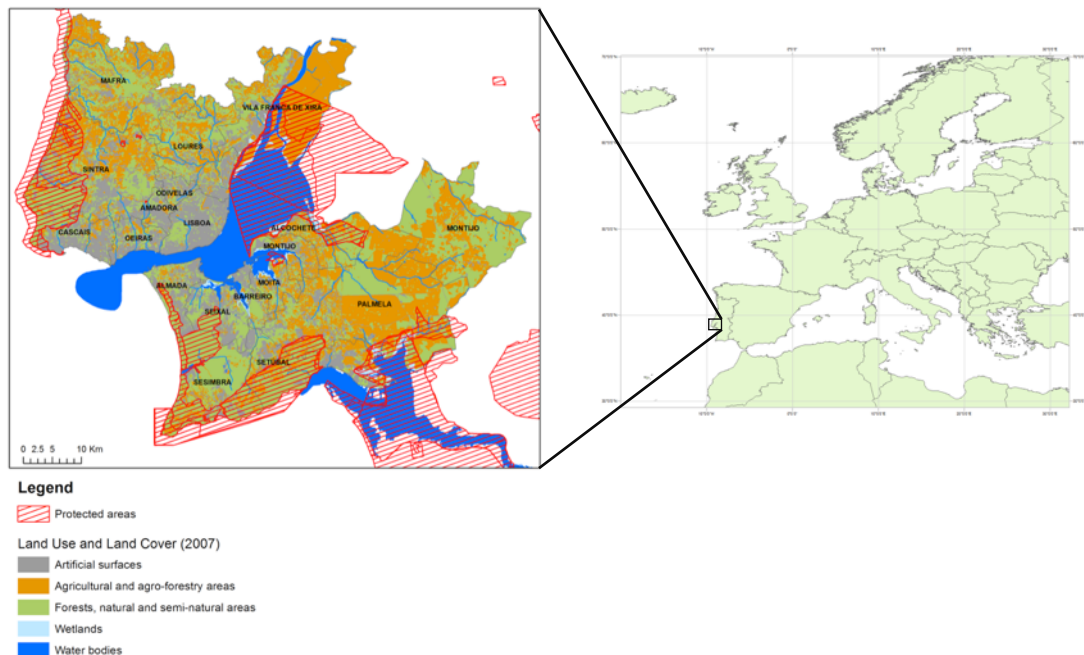 MAFRA
VILA FRANCA DE XIRA
LOURES
SINTRA
ODIVELAS
AMADORA
LISBOA
CASCAIS
OEIRAS
ALCOCHETE
MONTIJO
MONTIJO
ALMADA
MOITA
BARREIRO
SEIXAL
PALMELA
SETÚBAL
SESIMBRA
0 2.5 5 10 Km
Legend
Protected areas
Land Use and Land Cover (2007)
Artificial surfaces
Agricultural and agro-forestry areas
Forests, natural and semi-natural areas
Wetlands
Water bodies